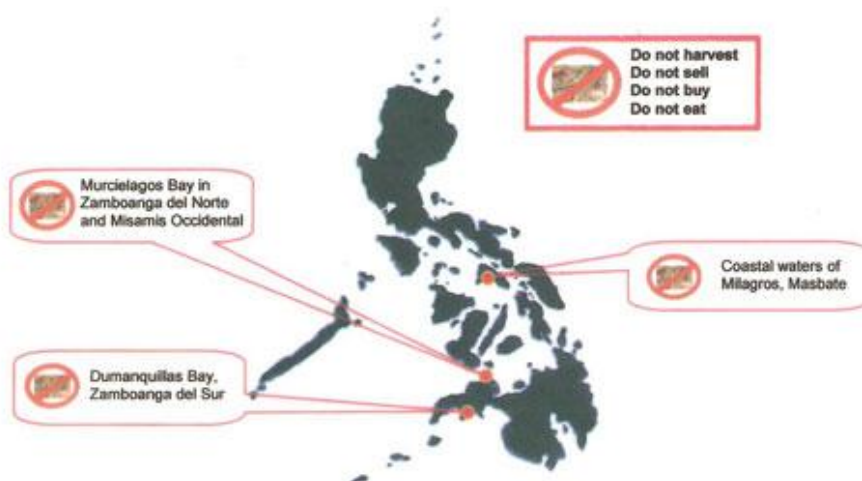 Do not harvest
Do not sell
Do not buy
Do not eat
Murcielagos Bay in
Zamboanga del Norte
and Misamis Occidental
Coastal waters of
Milagros, Masbate
Dumanquillas Bay,
Zamboanga del Sur